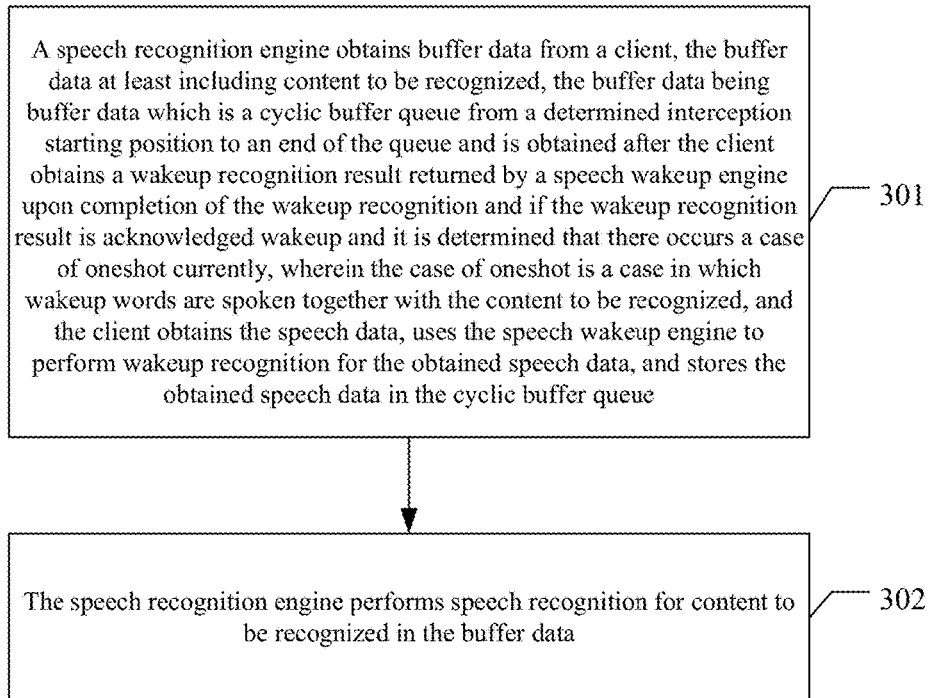 A speech recognition engine obtains buffer data from a client, the buffer
data at least including content to be recognized, the buffer data being
buffer data which is a cyclic buffer queue from a determined interception
starting position to an end of the queue and is obtained after the client
obtains a wakeup recognition result returned by a speech wakeup engine
upon completion of the wakeup recognition and if the wakeup recognition
result is acknowledged wakeup and it is determined that there occurs a case
of oneshot currently, wherein the case of oneshot is a case in which
wakeup words are spoken together with the content to be recognized, and
the client obtains the speech data, uses the speech wakeup engine to
perform wakeup recognition for the obtained speech data, and stores the
obtained speech data in the cyclic buffer queue
301
The speech recognition engine performs speech recognition for content to
be recognized in the buffer data
302